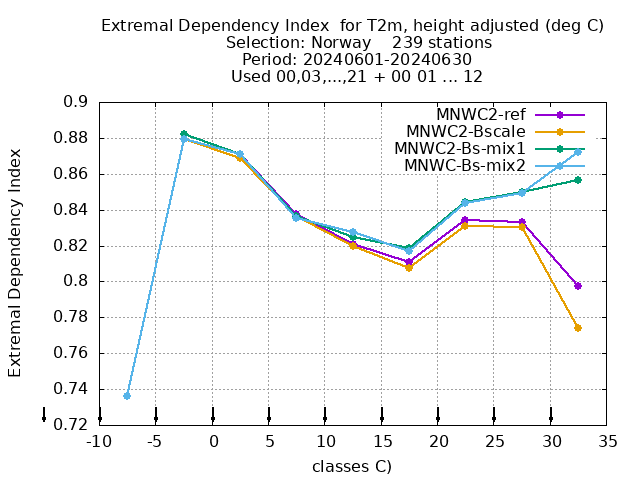 Extremal Dependency Index  for T2m, height adjusted (deg C)
Selection: Norway    239 stations
Period: 20240601-20240630
Used 00,03,...,21 + 00 01 ... 12
MNWC2-ref
MNWC2-Bscale
MNWC2-Bs-mix1
MNWC-Bs-mix2
Extremal Dependency Index
0.9
0.88
0.86
0.84
0.82
0.8
0.78
0.76
0.74
0.72
-10 -5 0 5 10 15 20 25 30 35
classes C)